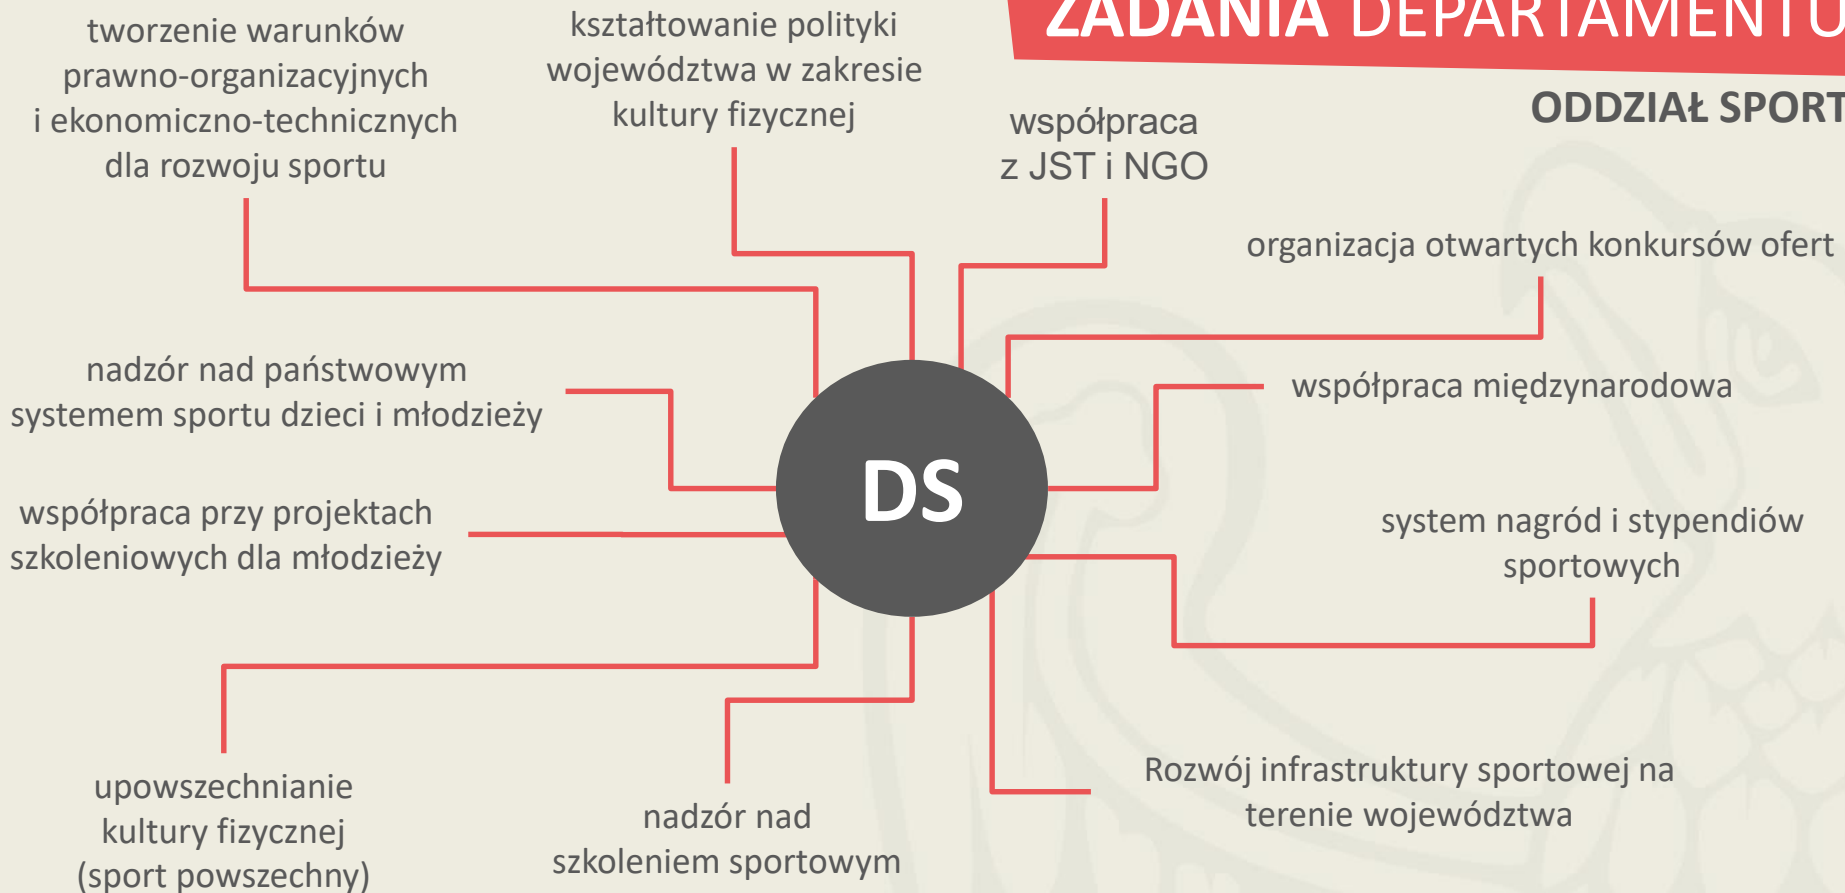 ZADANIA DEPARTAMENTU
ODDZIAŁ SPORT
tworzenie warunków
prawno-organizacyjnych
i ekonomiczno-technicznych
dla rozwoju sportu
kształtowanie polityki
województwa w zakresie
kultury fizycznej
współpraca
z JST i NGO
organizacja otwartych konkursów ofert
nadzór nad państwowym
systemem sportu dzieci i młodzieży
współpraca międzynarodowa
DS
współpraca przy projektach
szkoleniowych dla młodzieży
system nagród i stypendiów
sportowych
upowszechnianie
kultury fizycznej
(sport powszechny)
nadzór nad
szkoleniem sportowym
Rozwój infrastruktury sportowej na
terenie województwa